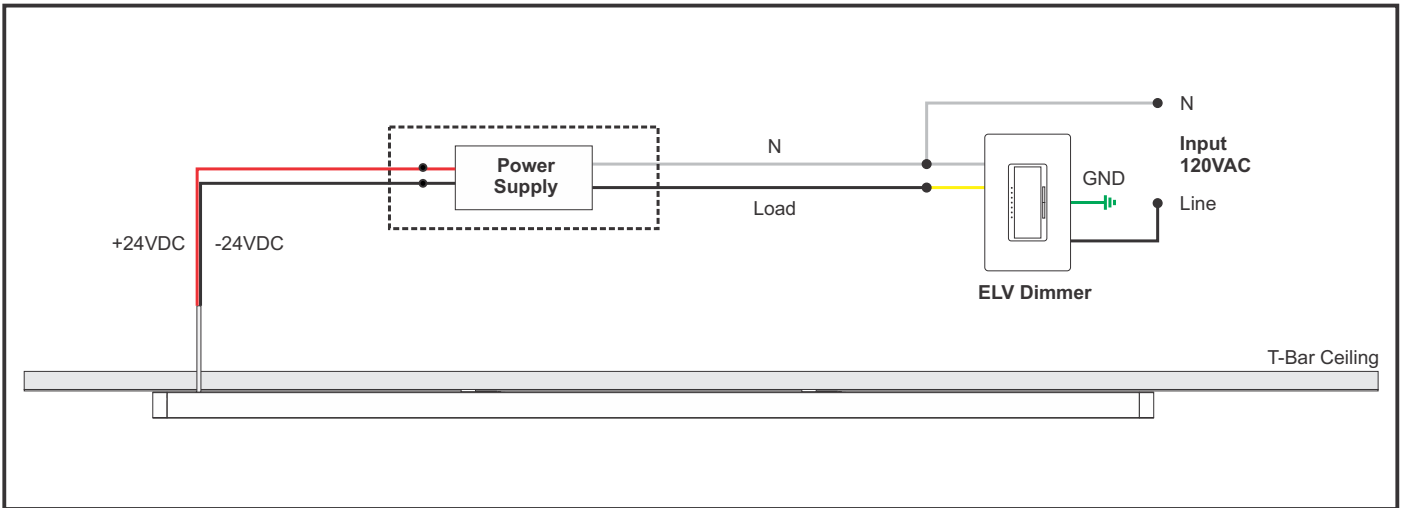 N
Input
120VAC
Power
Supply
N
GND
Line
Load
+24VDC
-24VDC
ELV Dimmer
T-Bar Ceiling